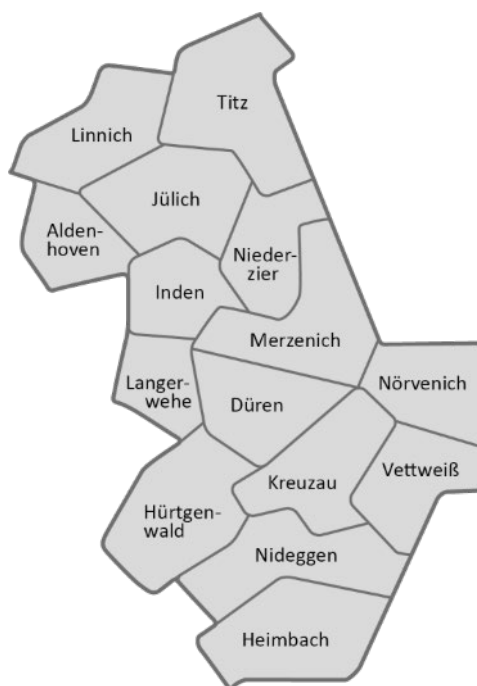 Titz
Linnich
Jülich
Alden-
hoven
Nieder-
zier
Inden
Merzenich
Langer-
wehe
Düren
Nörvenich
Kreuzau
Vettweiß
Hürtgen-
wald
Nideggen
Heimbach